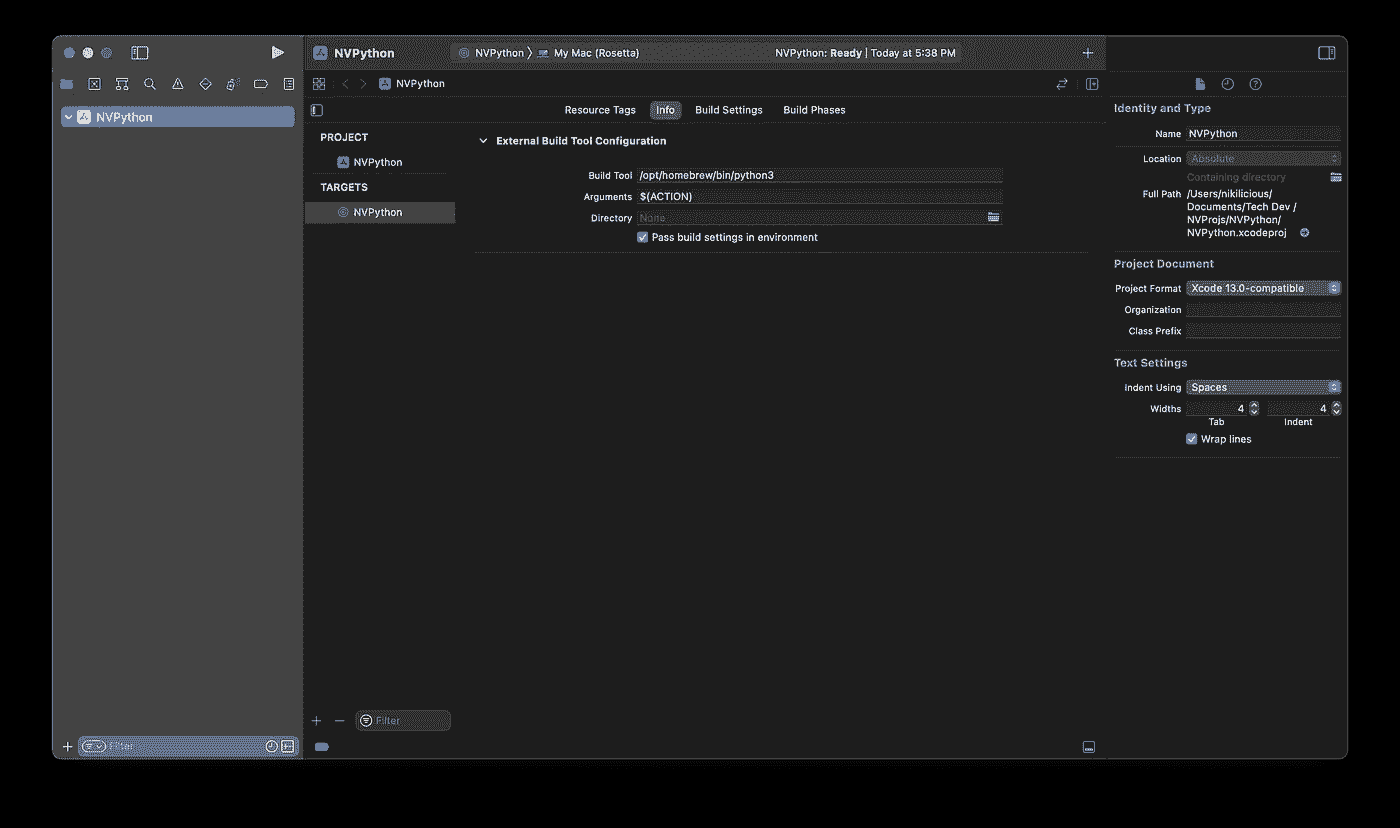 NVPython
NVPython 〉 My Mac (Rosetta)
NVPython: Ready | Today at 5:38 PM
NVPython
NVPython
Resource Tags
Info
Build Settings
Build Phases
PROJECT
NVPython
TARGETS
NVPython
External Build Tool Configuration
Build Tool /opt/homebrew/bin/python3
Arguments $(ACTION)
Directory None
Pass build settings in environment
Filter
Filter
Identity and Type
Name NVPython
Location Absolute
Containing directory
Full Path /Users/nikilicious/
Documents/Tech Dev /
NVProjs/NVPython/
NVPython.xcodeproj
Project Document
Project Format Xcode 13.0-compatible
Organization
Class Prefix
Text Settings
Indent Using Spaces
Widths 4 4
Tab Indent
Wrap lines